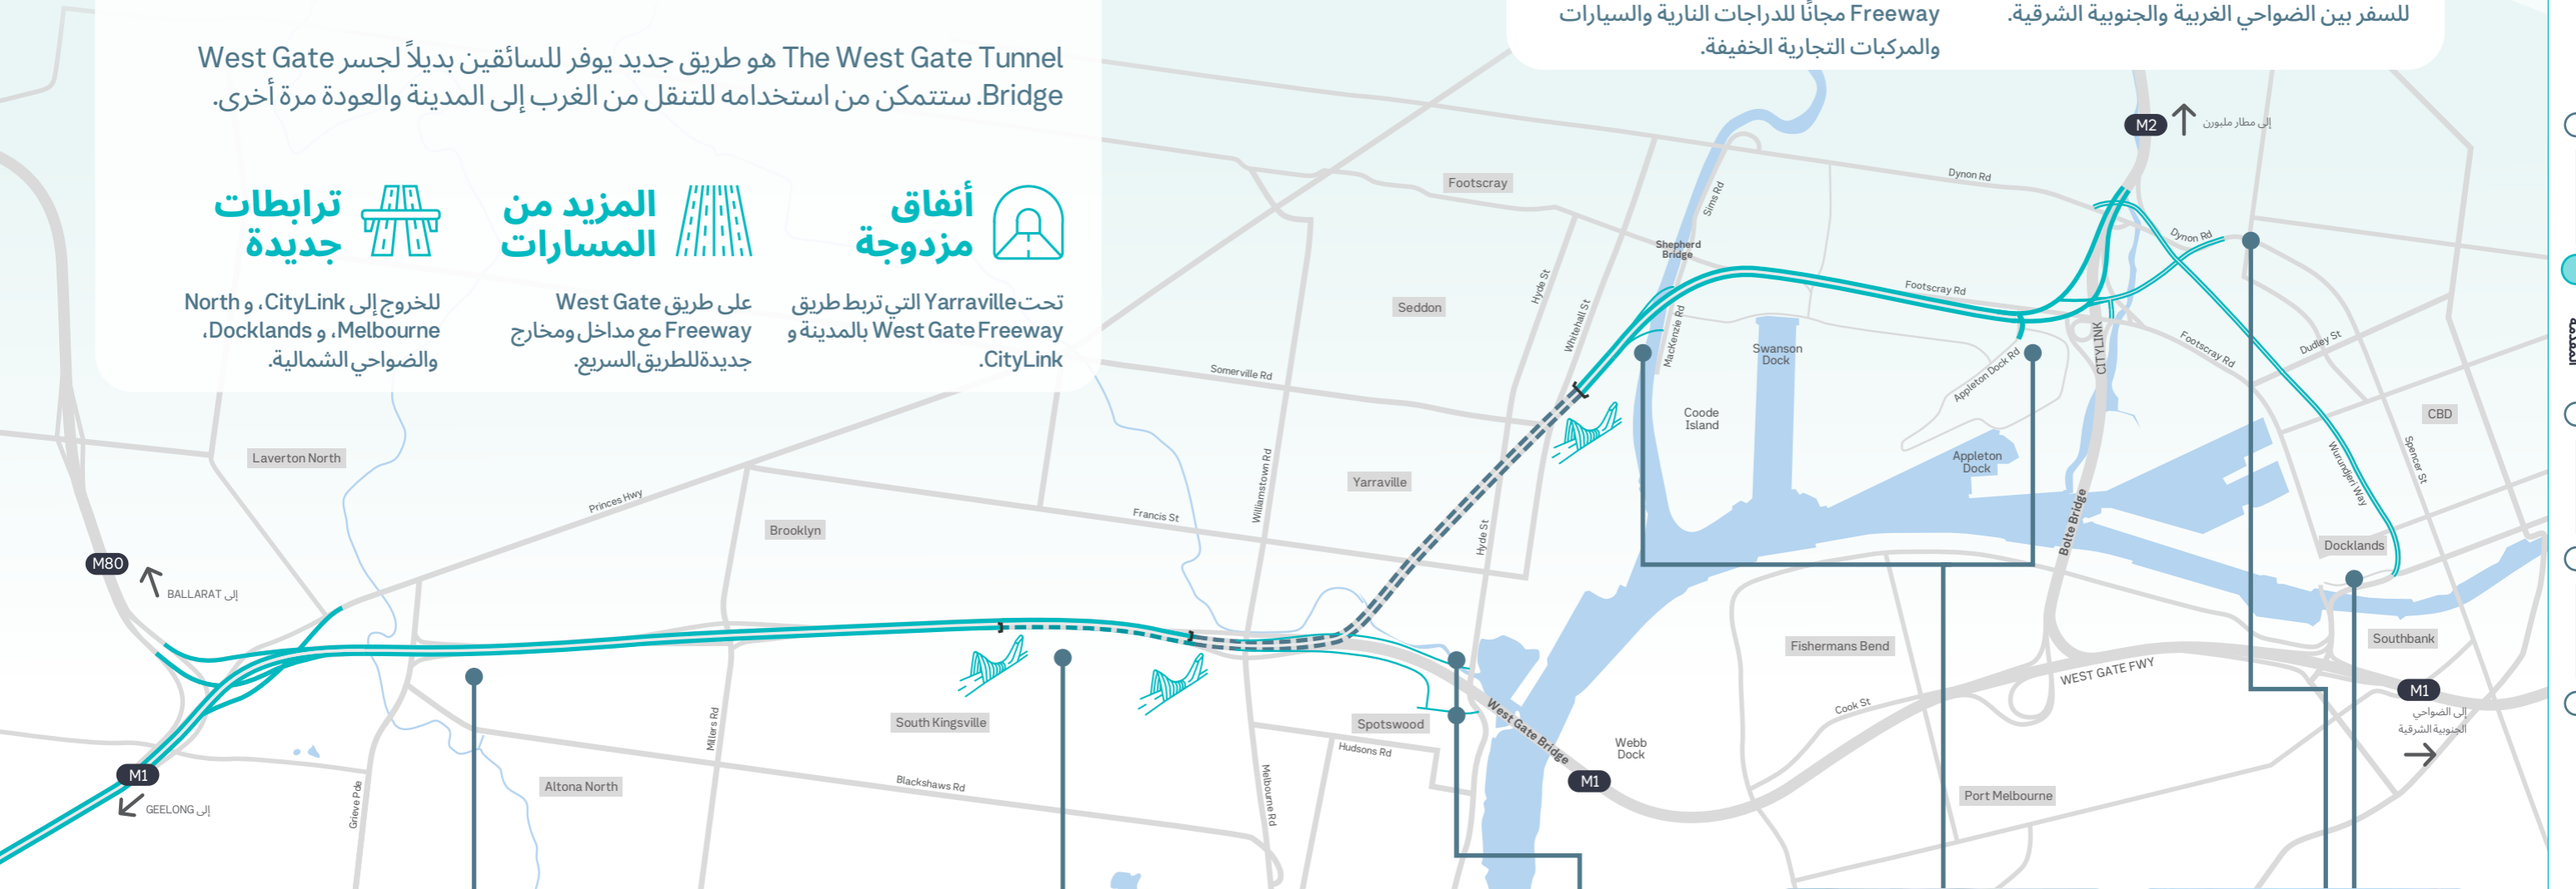 للسفر بين الضواحي الغربية والجنوبية الشرقية.
Freeway مجانًا للدراجات النارية والسيارات
والمركبات التجارية الخفيفة.
The West Gate Tunnel هو طريق جديد يوفر للسائقين بديلاً لجسر West Gate
Bridge. ستتمكن من استخدامه للتنقل من الغرب إلى المدينة والعودة مرة أخرى.
أنفاق
مزدوجة
تحت Yarraville التي تربط طريق
West Gate Freeway بالمدينة و
CityLink.
المزيد من
المسارات
على طريق West Gate
Freeway مع مداخل ومخارج
جديدة للطريق السريع.
ترابطات
جديدة
للخروج إلى CityLink، و North
Melbourne، و Docklands،
والضواحي الشمالية.
M2
إلى مطار ملبورن
Footscray
Dynon Rd
Sims Rd
Shepherd
Bridge
Dynon Rd
Hyde St
Seddon
Whitehall St
MacKenzie Rd
Footscray Rd
Swanson
Dock
Appleton Dock Rd
CITYLINK
Footscray Rd
Dudley St
Somerville Rd
Coode
Island
CBD
Laverton North
Princes Hwy
Brooklyn
Francis St
Williamstown Rd
Yarraville
Hyde St
Appleton
Dock
Bolte Bridge
Wurundjeri Way
Spencer St
Docklands
M80
إلى BALLARAT
Fishermans Bend
Southbank
WEST GATE FWY
M1
إلى الضواحي
الجنوبية الشرقية
South Kingsville
Millers Rd
Spotswood
West Gate Bridge
Cook St
Webb
Dock
Hudsons Rd
M1
M1
إلى GEELONG
Grieve Pde
Altona North
Blackshaws Rd
Melbourne Rd
Port Melbourne